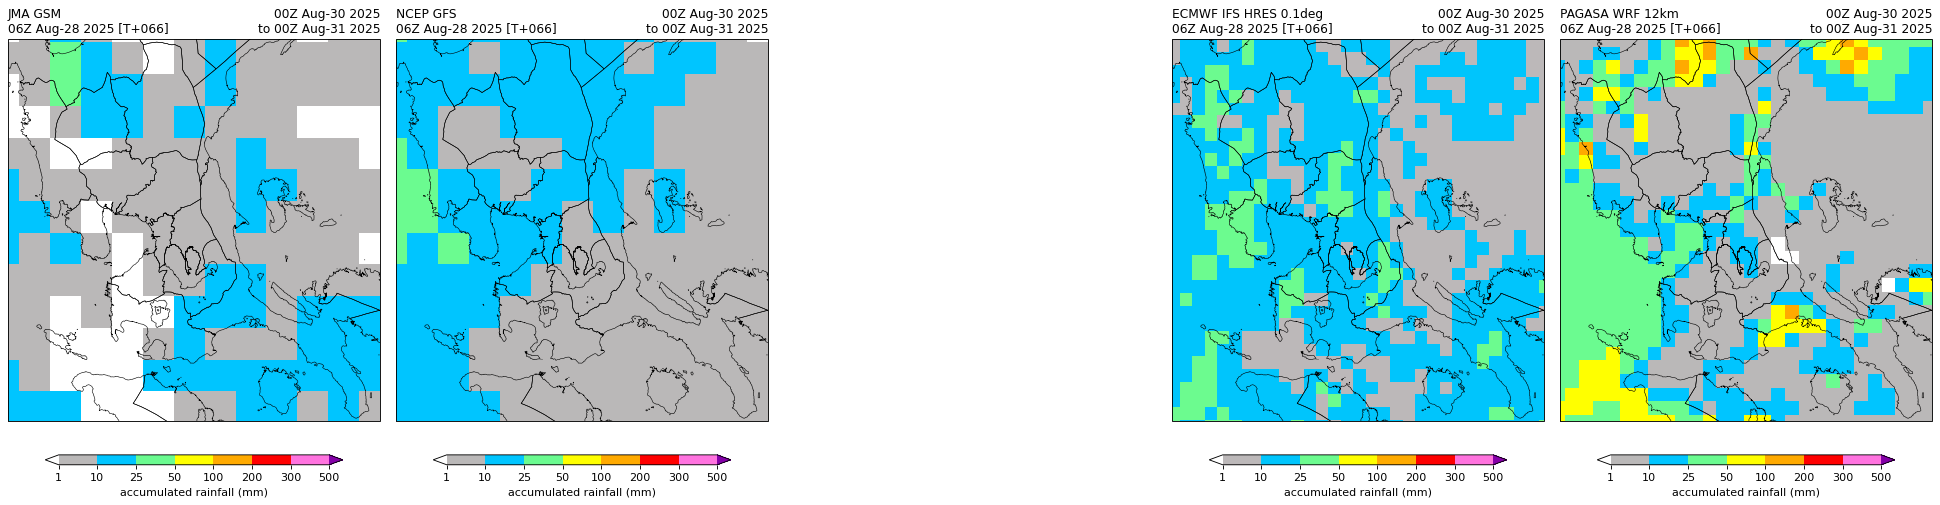 JMA GSM 00Z Aug-30 2025
06Z Aug-28 2025 [T+066] to 00Z Aug-31 2025
1 10 25 50 100 200 300 500
accumulated rainfall (mm)
NCEP GFS 00Z Aug-30 2025
06Z Aug-28 2025 [T+066] to 00Z Aug-31 2025
1 10 25 50 100 200 300 500
accumulated rainfall (mm)
ECMWF IFS HRES 0.1deg 00Z Aug-30 2025
06Z Aug-28 2025 [T+066] to 00Z Aug-31 2025
1 10 25 50 100 200 300 500
accumulated rainfall (mm)
PAGASA WRF 12km 00Z Aug-30 2025
06Z Aug-28 2025 [T+066] to 00Z Aug-31 2025
1 10 25 50 100 200 300 500
accumulated rainfall (mm)